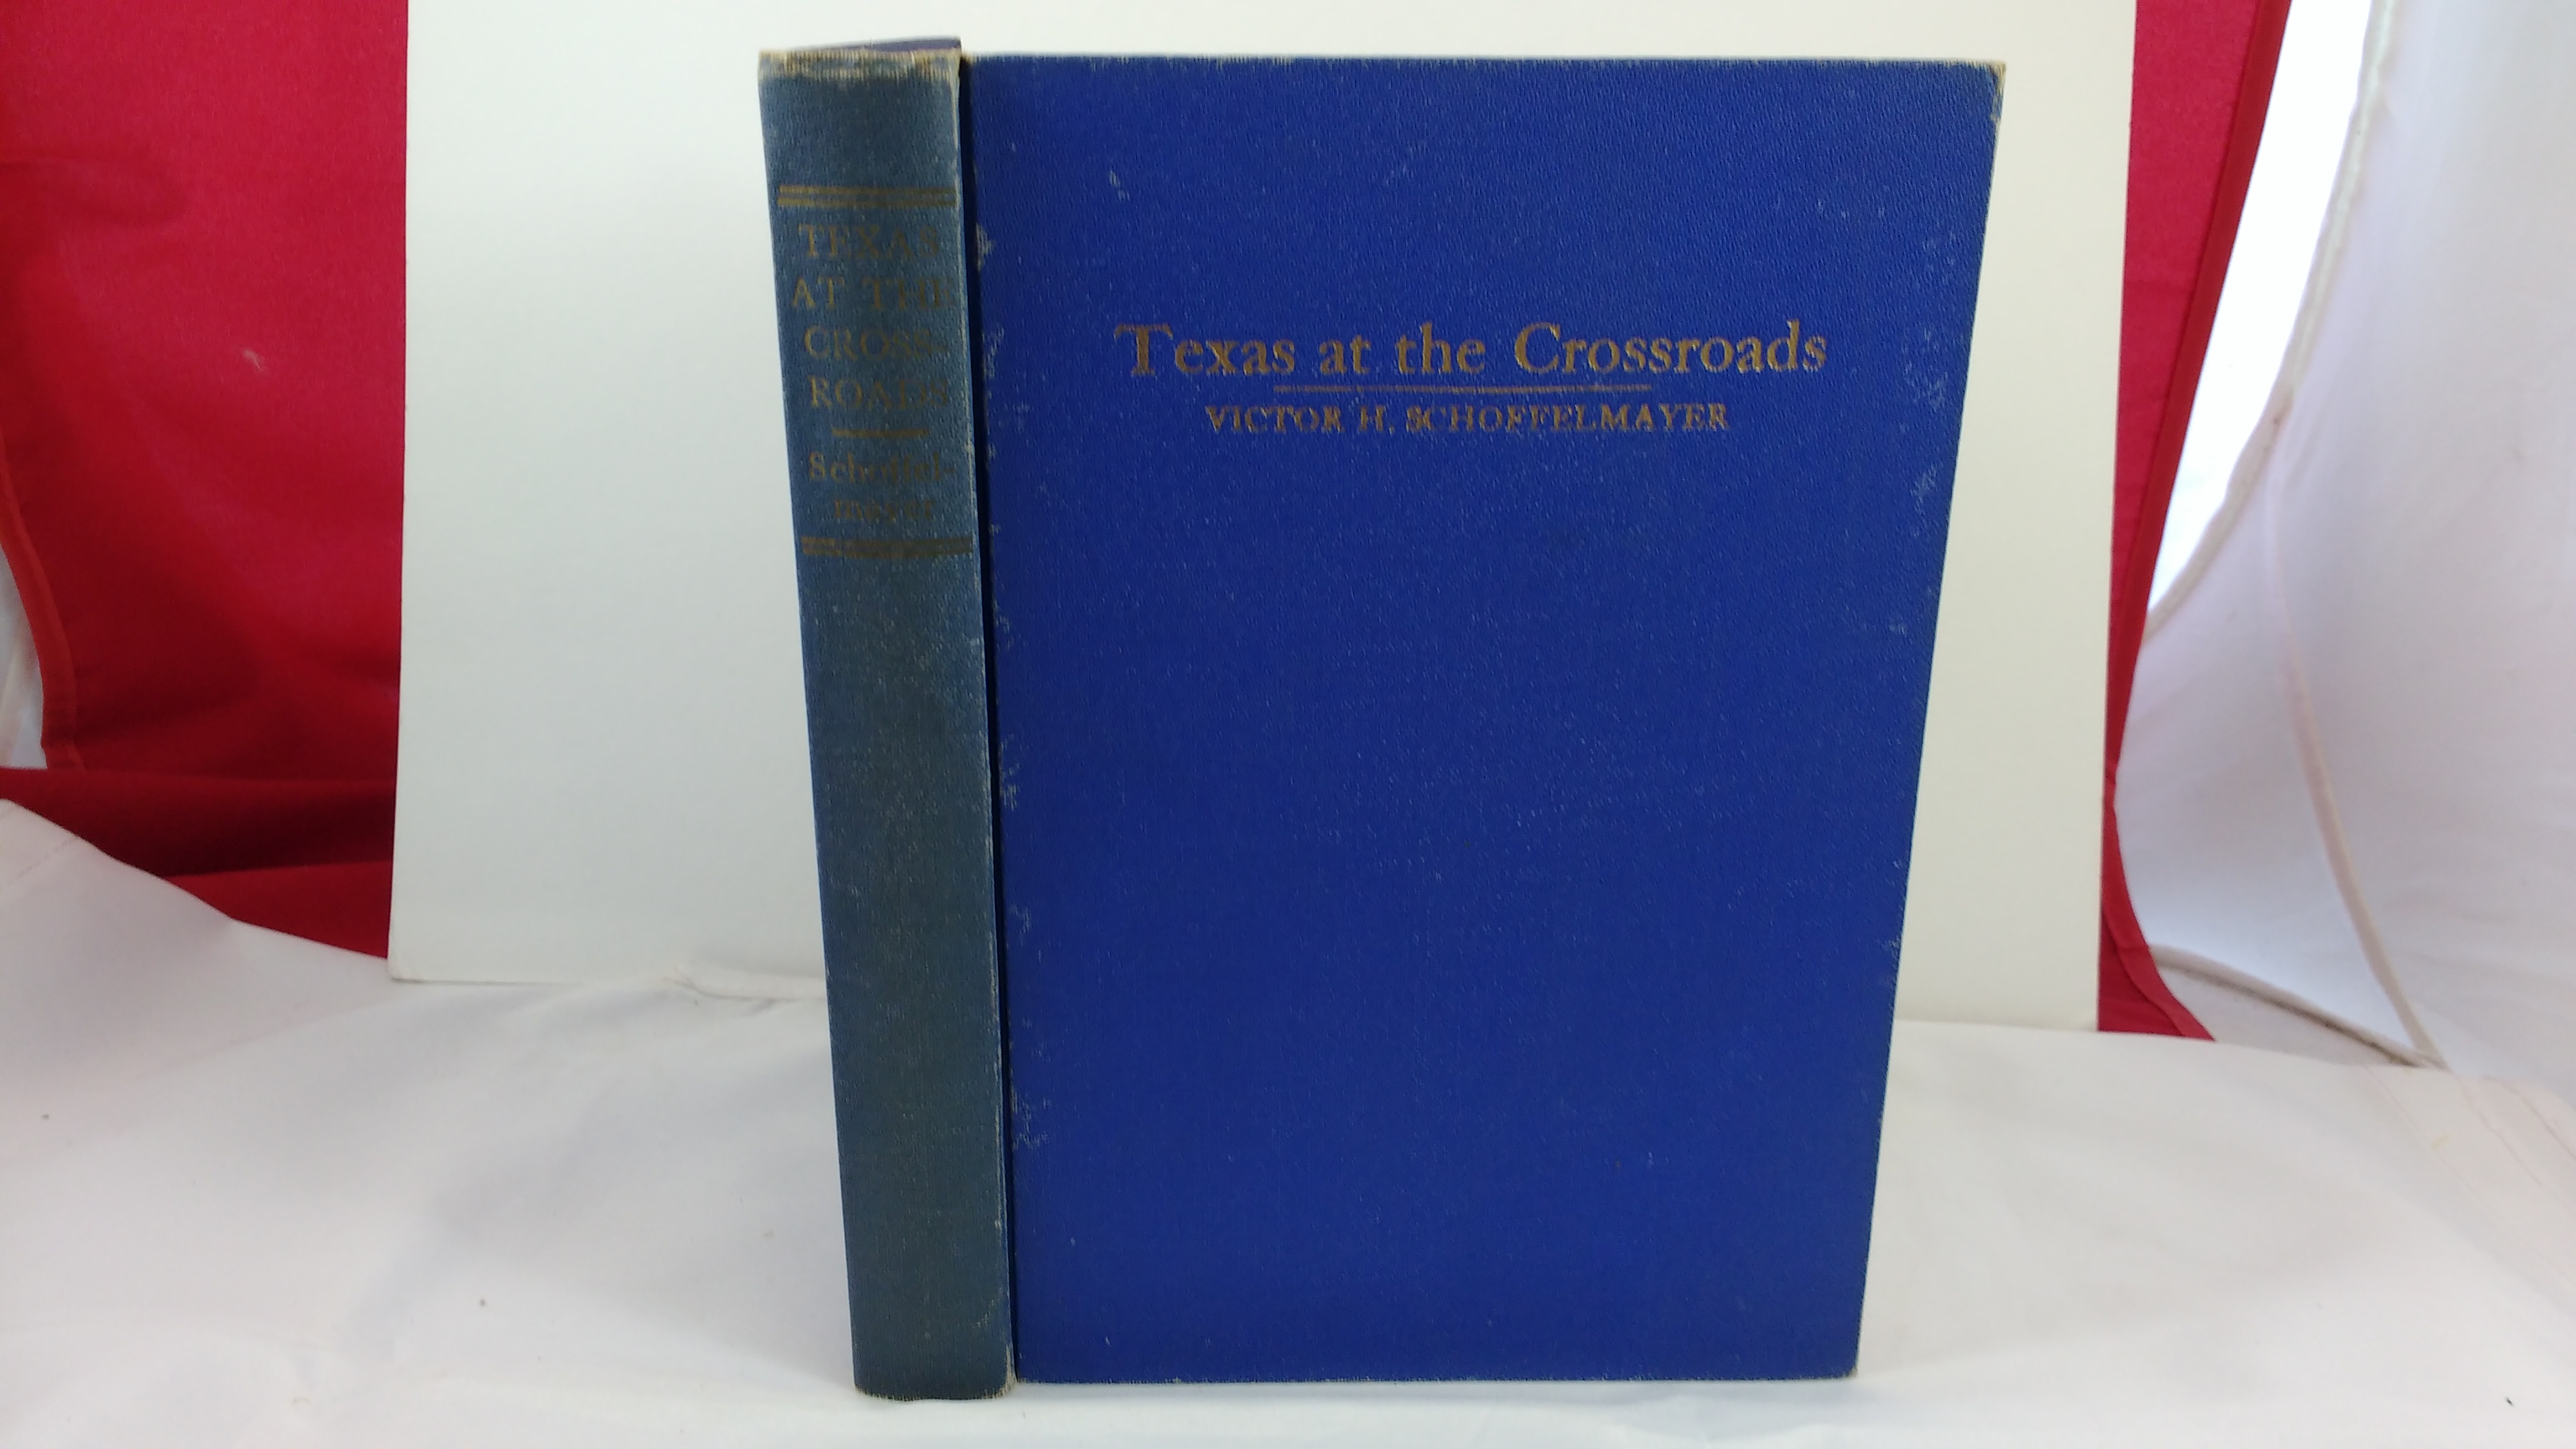 TEXAS
AT THE
CROSS-
ROADS
Schoffel-
mayer
Texas at the Crossroads
VICTOR H. SCHOFFELMAYER